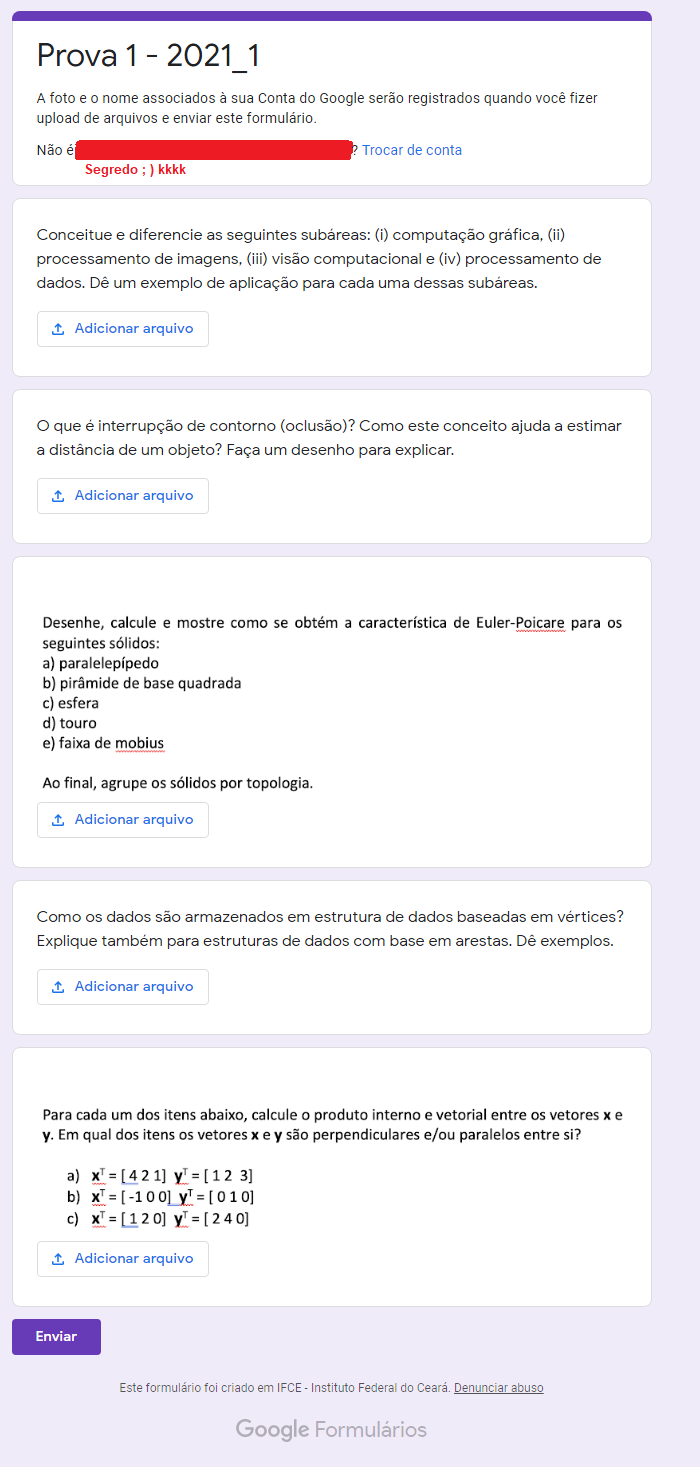 Prova 1 - 2021_1
A foto e o nome associados à sua Conta do Google serão registrados quando você fizer
upload de arquivos e enviar este formulário.
Não é ? Trocar de conta
Segredo ; ) kkkk
Conceitue e diferencie as seguintes subáreas: (i) computação gráfica, (ii)
processamento de imagens, (iii) visão computacional e (iv) processamento de
dados. Dê um exemplo de aplicação para cada uma dessas subáreas.
Adicionar arquivo
O que é interrupção de contorno (oclusão)? Como este conceito ajuda a estimar
a distância de um objeto? Faça um desenho para explicar.
Adicionar arquivo
Desenhe, calcule e mostre como se obtém a característica de Euler-Poicare para os
seguintes sólidos:
a) paralelepípedo
b) pirâmide de base quadrada
c) esfera
d) touro
e) faixa de mobius
Ao final, agrupe os sólidos por topologia.
Adicionar arquivo
Como os dados são armazenados em estrutura de dados baseadas em vértices?
Explique também para estruturas de dados com base em arestas. Dê exemplos.
Adicionar arquivo
Para cada um dos itens abaixo, calcule o produto interno e vetorial entre os vetores x e
y. Em qual dos itens os vetores x e y são perpendiculares e/ou paralelos entre si?
a) xᵀ = [ 4 2 1] yᵀ = [ 1 2 3]
b) xᵀ = [ -1 0 0] yᵀ = [ 0 1 0]
c) xᵀ = [ 1 2 0] yᵀ = [ 2 4 0]
Adicionar arquivo
Enviar
Este formulário foi criado em IFCE - Instituto Federal do Ceará. Denunciar abuso
Google Formulários